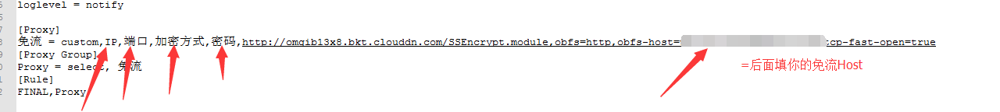 loglevel = notify
[Proxy]
免流 = custom,IP,端口,加密方式,密码,http://omgib13x8.bkt.clouddn.com/SSEncrypt.module,obfs=http,obfs-host=tcp-fast-open=true
[Proxy Group]
=后面填你的免流Host
Proxy = select, 免流
[Rule]
FINAL,Proxy